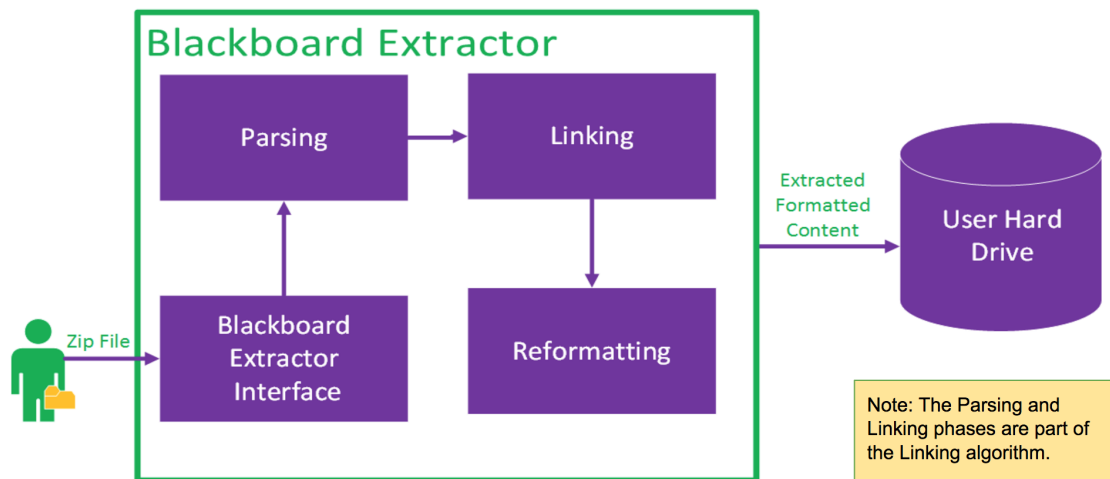 Blackboard Extractor
Parsing
Linking
Extracted
Formatted
Content
User Hard
Drive
Zip File
Blackboard
Extractor
Interface
Reformatting
Note: The Parsing and
Linking phases are part of
the Linking algorithm.